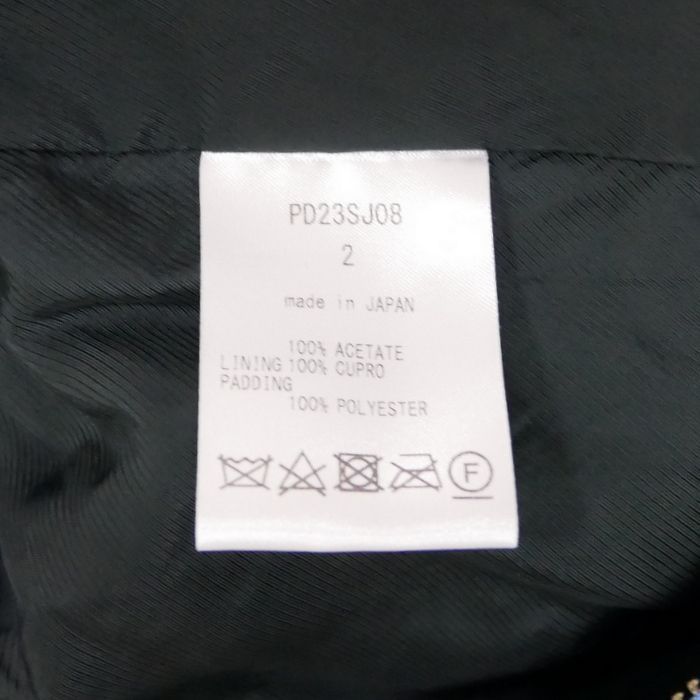 PD23SJ08
2
made in JAPAN
100% ACETATE
LINING 100% CUPRO
PADDING
100% POLYESTER
F